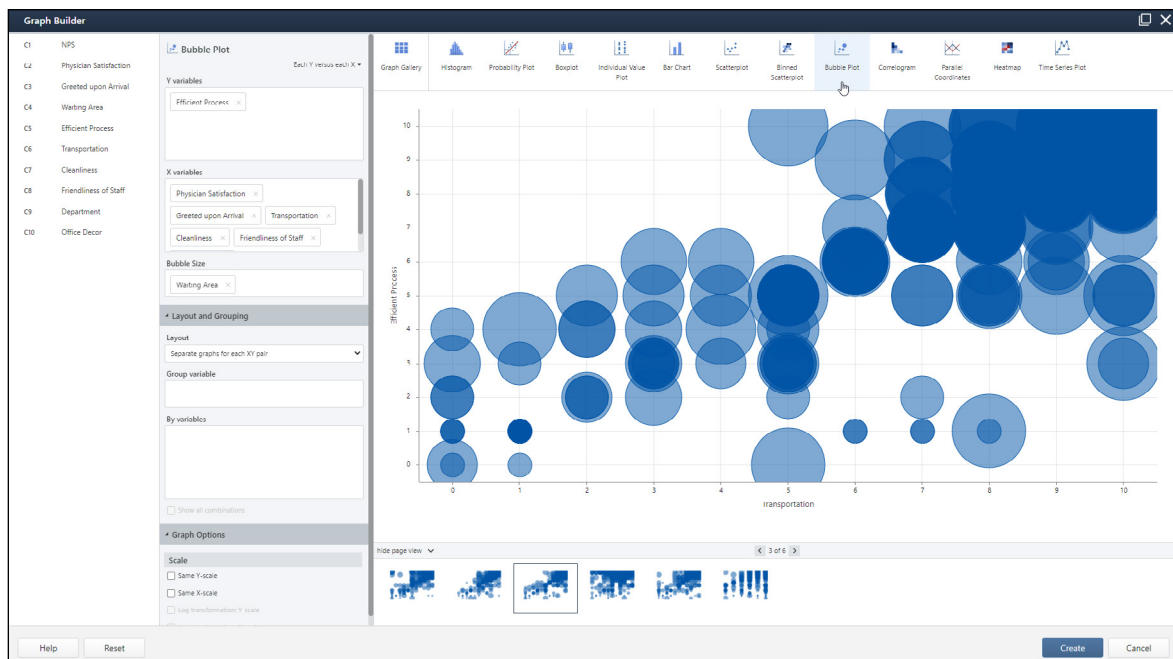 Graph Builder
C1 NPS
C2 Physician Satisfaction
C3 Greeted upon Arrival
C4 Waiting Area
C5 Efficient Process
C6 Transportation
C7 Cleanliness
C8 Friendliness of Staff
C9 Department
C10 Office Decor
Bubble Plot
Each Y versus each X
Y variables
Efficient Process ×
X variables
Physician Satisfaction ×
Greeted upon Arrival × Transportation ×
Cleanliness × Friendliness of Staff ×
Bubble Size
Waiting Area ×
Layout and Grouping
Layout
Separate graphs for each XY pair
Group variable
By variables
Show all combinations
Graph Options
Scale
Same Y-scale
Same X-scale
Log transformation: Y scale
Graph Gallery
Histogram
Probability Plot
Boxplot
Individual Value
Plot
Bar Chart
Scatterplot
Binned
Scatterplot
Bubble Plot
Correlogram
Parallel
Coordinates
Heatmap
Time Series Plot
Efficient Process
10
9
8
7
6
5
4
3
2
1
0
0 1 2 3 4 5 6 7 8 9 10
Transportation
hide page view
< 3 of 6 >
Help
Reset
Create
Cancel